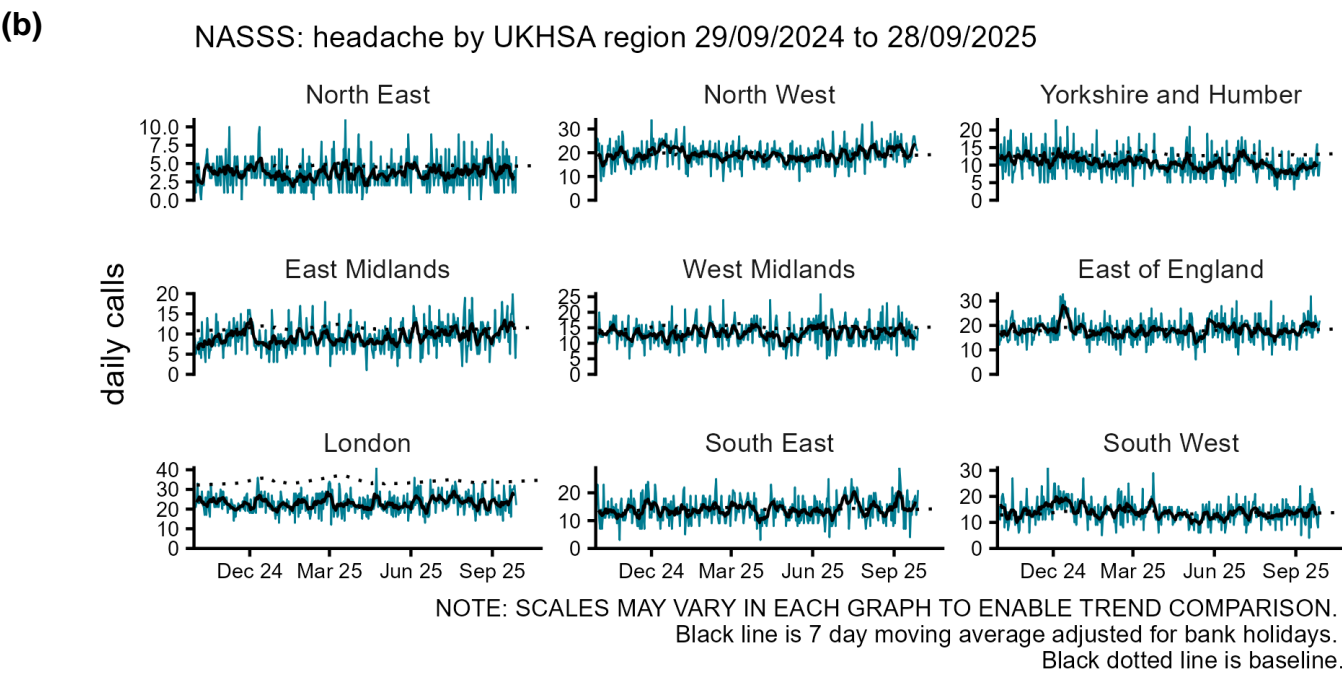 (b)
NASSS: headache by UKHSA region 29/09/2024 to 28/09/2025
North East
North West
Yorkshire and Humber
10.0
7.5
5.0
2.5
0.0
30
20
10
0
20
15
10
5
0
daily calls
East Midlands
West Midlands
East of England
20
15
10
5
0
25
20
15
10
5
0
30
20
10
0
London
South East
South West
40
30
20
10
0
20
10
0
30
20
10
0
Dec 24 Mar 25 Jun 25 Sep 25
Dec 24 Mar 25 Jun 25 Sep 25
Dec 24 Mar 25 Jun 25 Sep 25
NOTE: SCALES MAY VARY IN EACH GRAPH TO ENABLE TREND COMPARISON.
Black line is 7 day moving average adjusted for bank holidays.
Black dotted line is baseline.